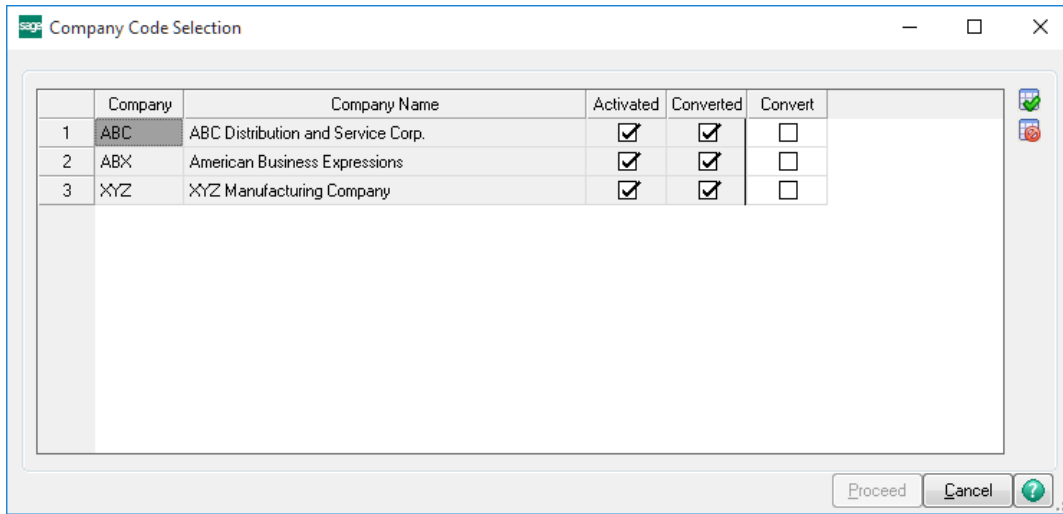 sage Company Code Selection
Company Company Name Activated Converted Convert
1 ABC ABC Distribution and Service Corp.
2 ABX American Business Expressions
3 XYZ XYZ Manufacturing Company
Proceed Cancel ?